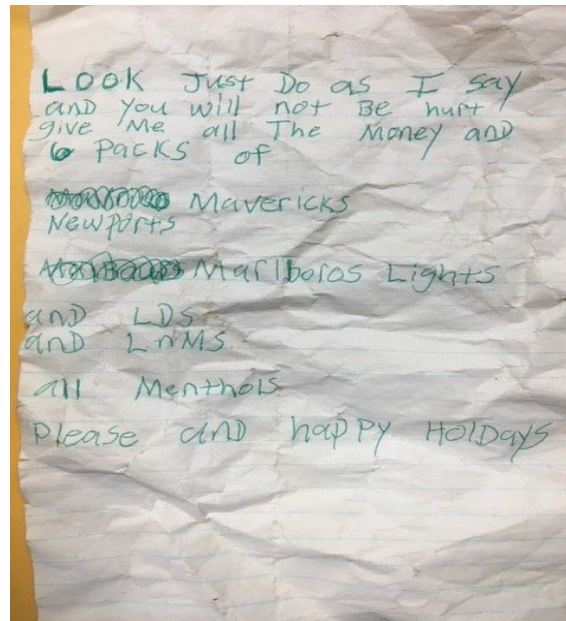 LOOK Just Do as I say
and you will not Be hurt
give Me all The Money and
6 Packs of
Mavericks
Newports
Marlboros Lights
and LDS
and LnMS
all Menthols
Please and happy HolDays